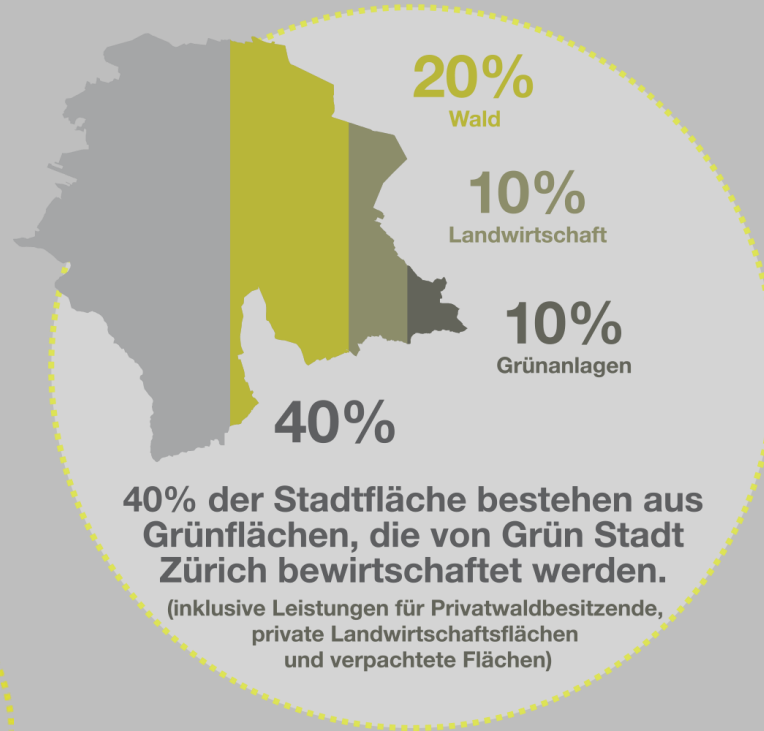 20%
Wald
10%
Landwirtschaft
10%
Grünanlagen
40%
40% der Stadtfläche bestehen aus
Grünflächen, die von Grün Stadt
Zürich bewirtschaftet werden.
(inklusive Leistungen für Privatwaldbesitzende,
private Landwirtschaftsflächen
und verpachtete Flächen)